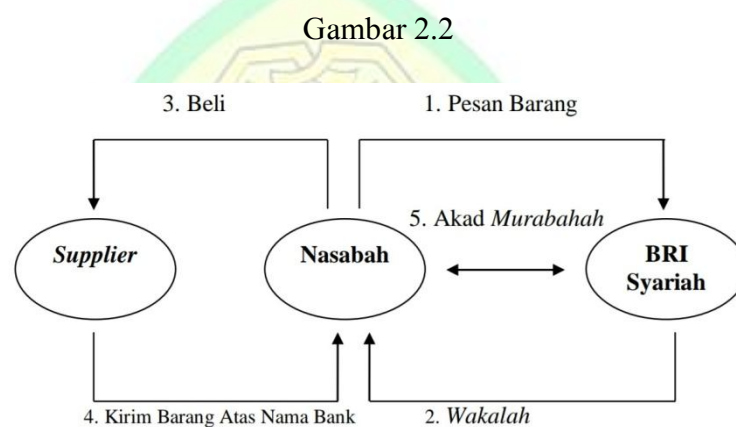 Gambar 2.2
3. Beli
1. Pesan Barang
5. Akad Murabahah
Supplier
Nasabah
BRI
Syariah
4. Kirim Barang Atas Nama Bank
2. Wakalah